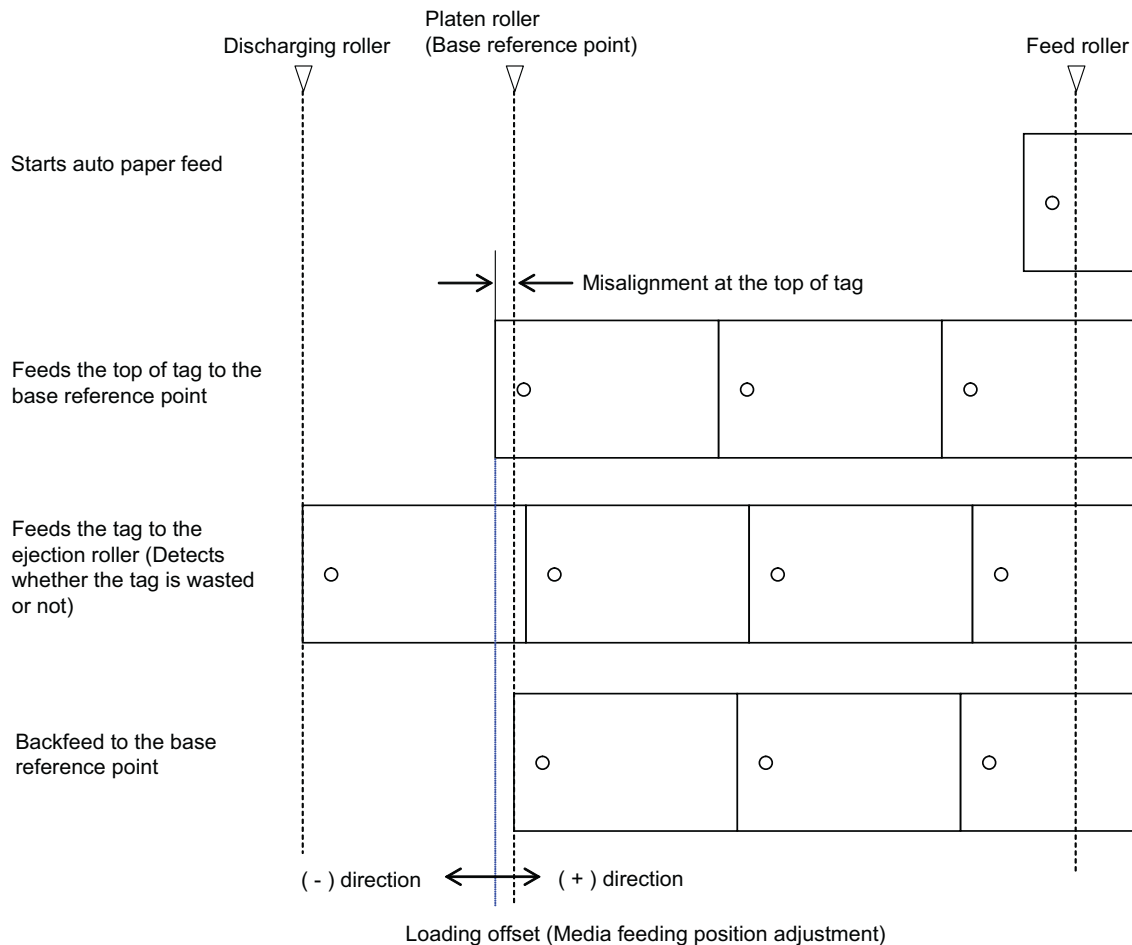 Platen roller
(Base reference point)
Discharging roller
Feed roller
Starts auto paper feed
Misalignment at the top of tag
Feeds the top of tag to the
base reference point
Feeds the tag to the
ejection roller (Detects
whether the tag is wasted
or not)
Backfeed to the base
reference point
( - ) direction
( + ) direction
Loading offset (Media feeding position adjustment)